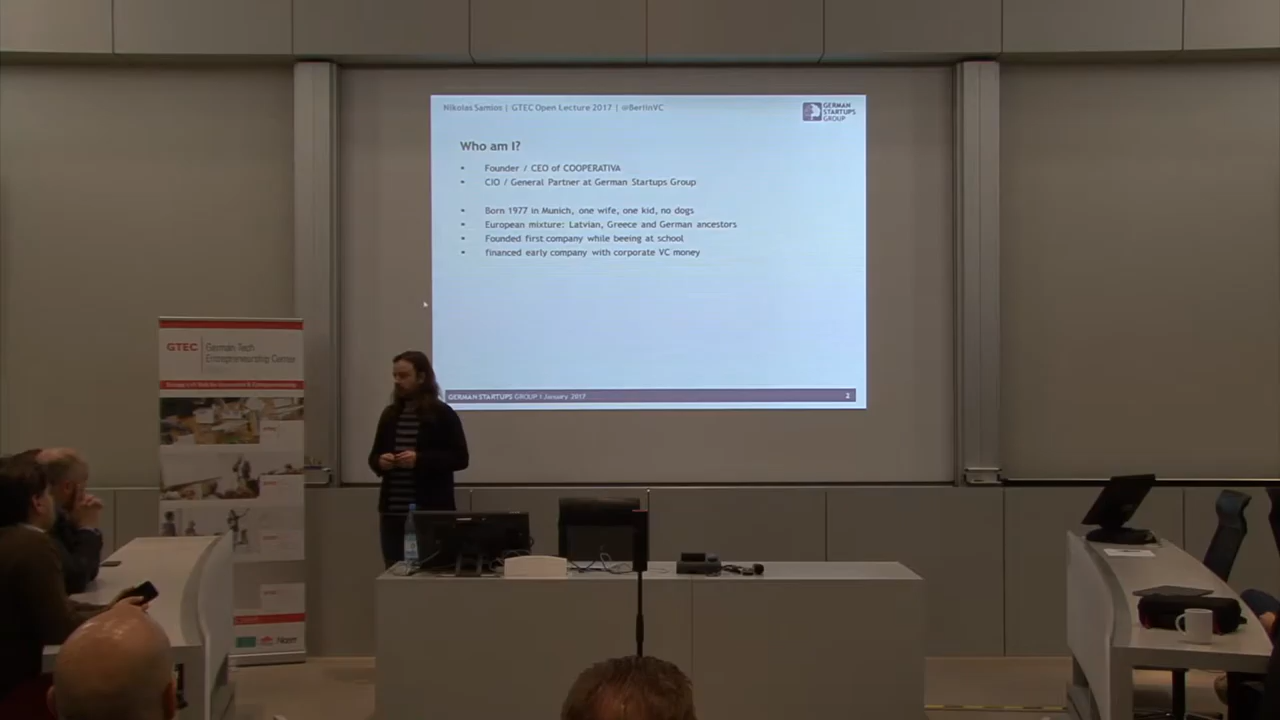 Nikolas Samios | GTEC Open Lecture 2017 | @BerlinVC
GERMAN
STARTUPS
GROUP
Who am I?
• Founder / CEO of COOPERATIVA
• CIO / General Partner at German Startups Group
• Born 1977 in Munich, one wife, one kid, no dogs
• European mixture: Latvian, Greece and German ancestors
• Founded first company while beeing at school
• financed early company with corporate VC money
GERMAN STARTUPS GROUP I January 2017
2
GTEC
German Tech
Entrepreneurship Center